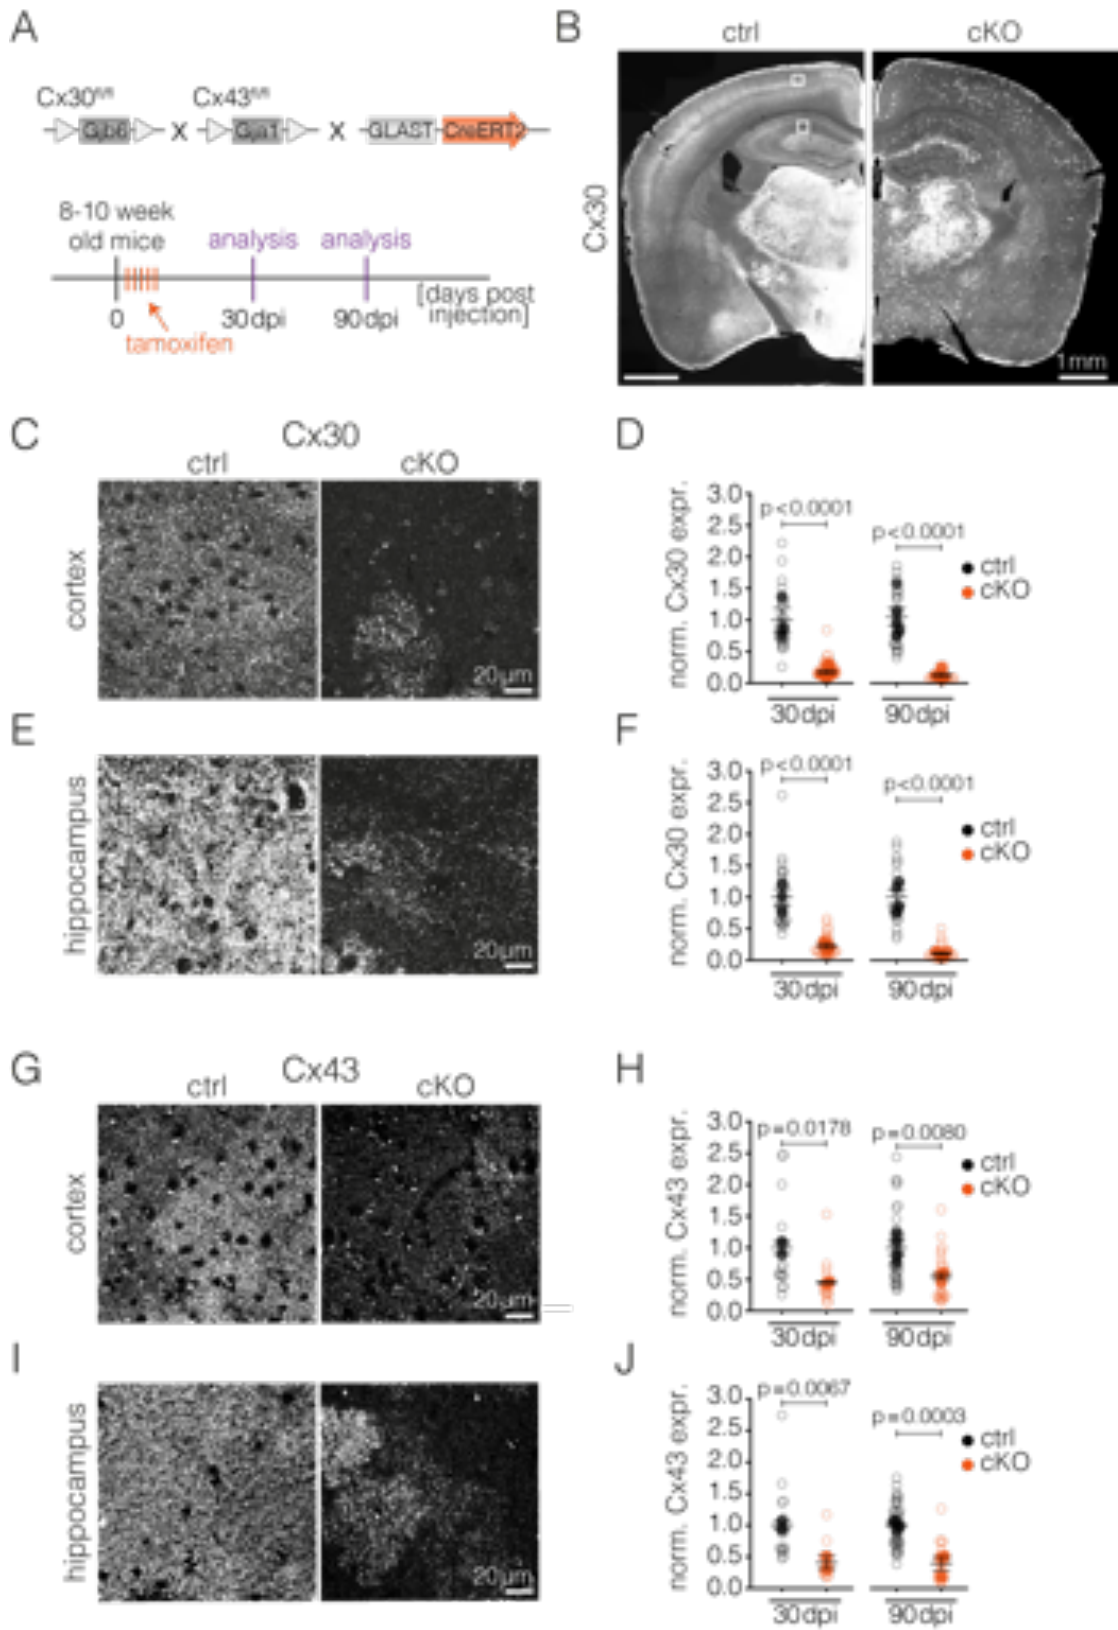 A
Cx30fl/fl Cx43fl/fl
Gjb6 X Gja1 X GLAST CreERT2
8-10 week
old mice analysis analysis
0 30dpi 90dpi [days post
injection]
tamoxifen
B ctrl cKO
Cx30
1mm
C Cx30
ctrl cKO
cortex
20µm
D
norm. Cx30 expr.
3.0
2.5
2.0
1.5
1.0
0.5
0.0
p<0.0001
p<0.0001
ctrl
cKO
30dpi 90dpi
E
hippocampus
20µm
F
norm. Cx30 expr.
3.0
2.5
2.0
1.5
1.0
0.5
0.0
p<0.0001
p<0.0001
ctrl
cKO
30dpi 90dpi
G Cx43
ctrl cKO
cortex
20µm
H
norm. Cx43 expr.
3.0
2.5
2.0
1.5
1.0
0.5
0.0
p=0.0178 p=0.0080
ctrl
cKO
30dpi 90dpi
I
hippocampus
20µm
J
norm. Cx43 expr.
3.0
2.5
2.0
1.5
1.0
0.5
0.0
p=0.0067
p=0.0003
ctrl
cKO
30dpi 90dpi